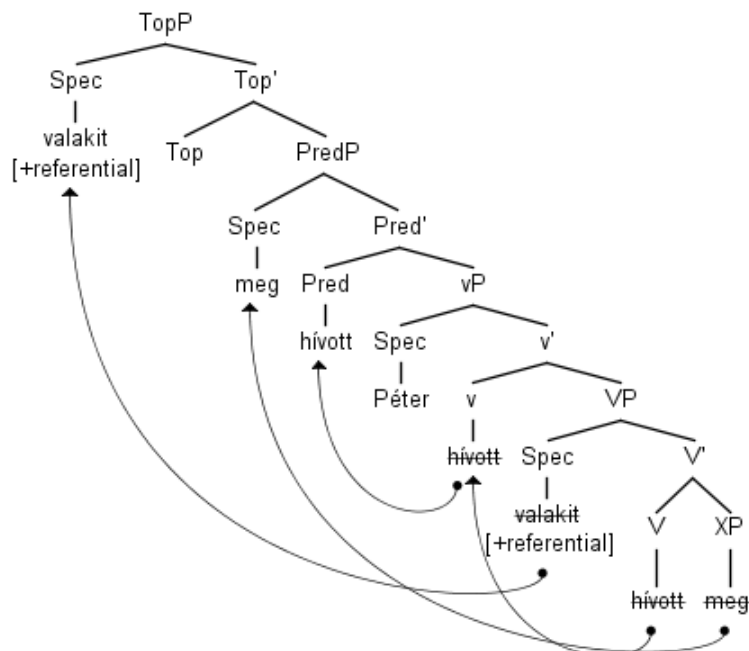 TopP
Spec Top'
valakit Top PredP
[+referential]
Spec Pred'
meg Pred vP
hívott Spec v'
Péter v VP
hívott Spec V'
valakit V XP
[+referential]
hívott meg